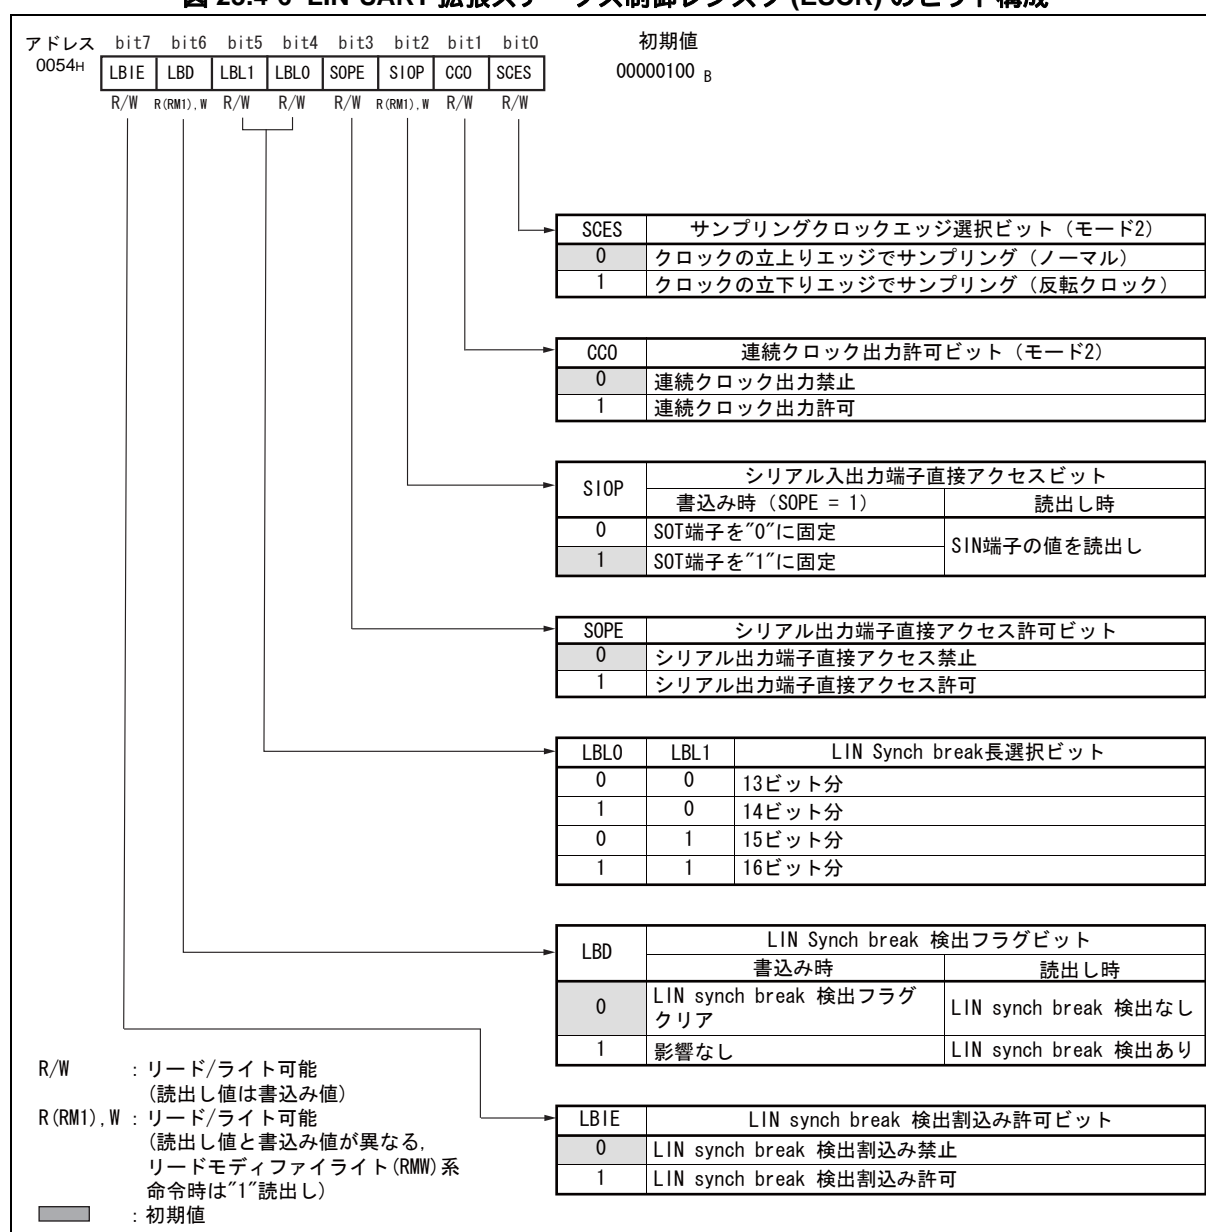 アドレス bit7 bit6 bit5 bit4 bit3 bit2 bit1 bit0 初期値
0054H LBIE LBD LBL1 LBL0 SOPE SIOP CCO SCES 00000100 B
R/W R(RM1),W R/W R/W R/W R(RM1),W R/W R/W
SCES サンプリングクロックエッジ選択ビット（モード2）
0 クロックの立上りエッジでサンプリング（ノーマル）
1 クロックの立下りエッジでサンプリング（反転クロック）
CCO 連続クロック出力許可ビット（モード2）
0 連続クロック出力禁止
1 連続クロック出力許可
SIOP シリアル入出力端子直接アクセスビット
書込み時（SOPE = 1） 読出し時
0 SOT端子を"0"に固定 SIN端子の値を読出し
1 SOT端子を"1"に固定
SOPE シリアル出力端子直接アクセス許可ビット
0 シリアル出力端子直接アクセス禁止
1 シリアル出力端子直接アクセス許可
LBL0 LBL1 LIN Synch break長選択ビット
0 0 13ビット分
1 0 14ビット分
0 1 15ビット分
1 1 16ビット分
LBD LIN Synch break 検出フラグビット
書込み時 読出し時
0 LIN synch break 検出フラグ LIN synch break 検出なし
クリア
1 影響なし LIN synch break 検出あり
R/W : リード/ライト可能
(読出し値は書込み値)
R(RM1),W : リード/ライト可能
(読出し値と書込み値が異なる,
リードモディファイライト(RMW)系
命令時は"1"読出し)
: 初期値
LBIE LIN synch break 検出割込み許可ビット
0 LIN synch break 検出割込み禁止
1 LIN synch break 検出割込み許可